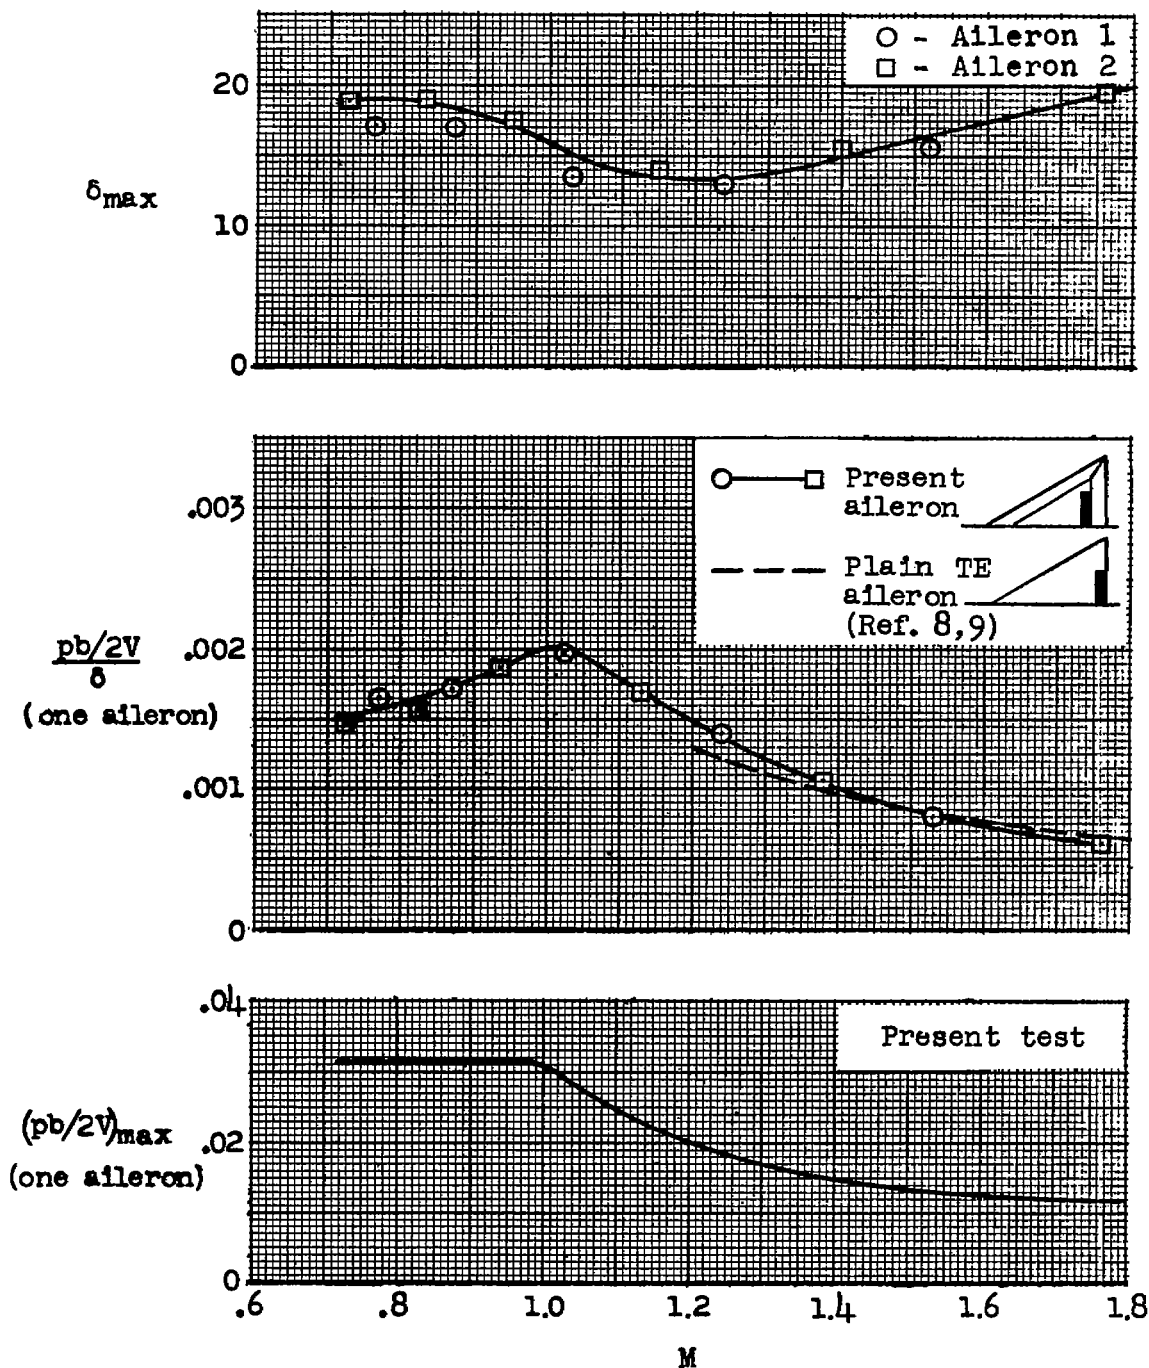 ○ - Aileron 1
□ - Aileron 2
20
δmax
10
0
Present
aileron
.003
Plain TE
aileron
(Ref. 8,9)
pb/2V
δ
(one aileron)
.002
.001
0
.04
Present test
(pb/2V)max
(one aileron)
.02
0
.6 .8 1.0 1.2 1.4 1.6 1.8
M